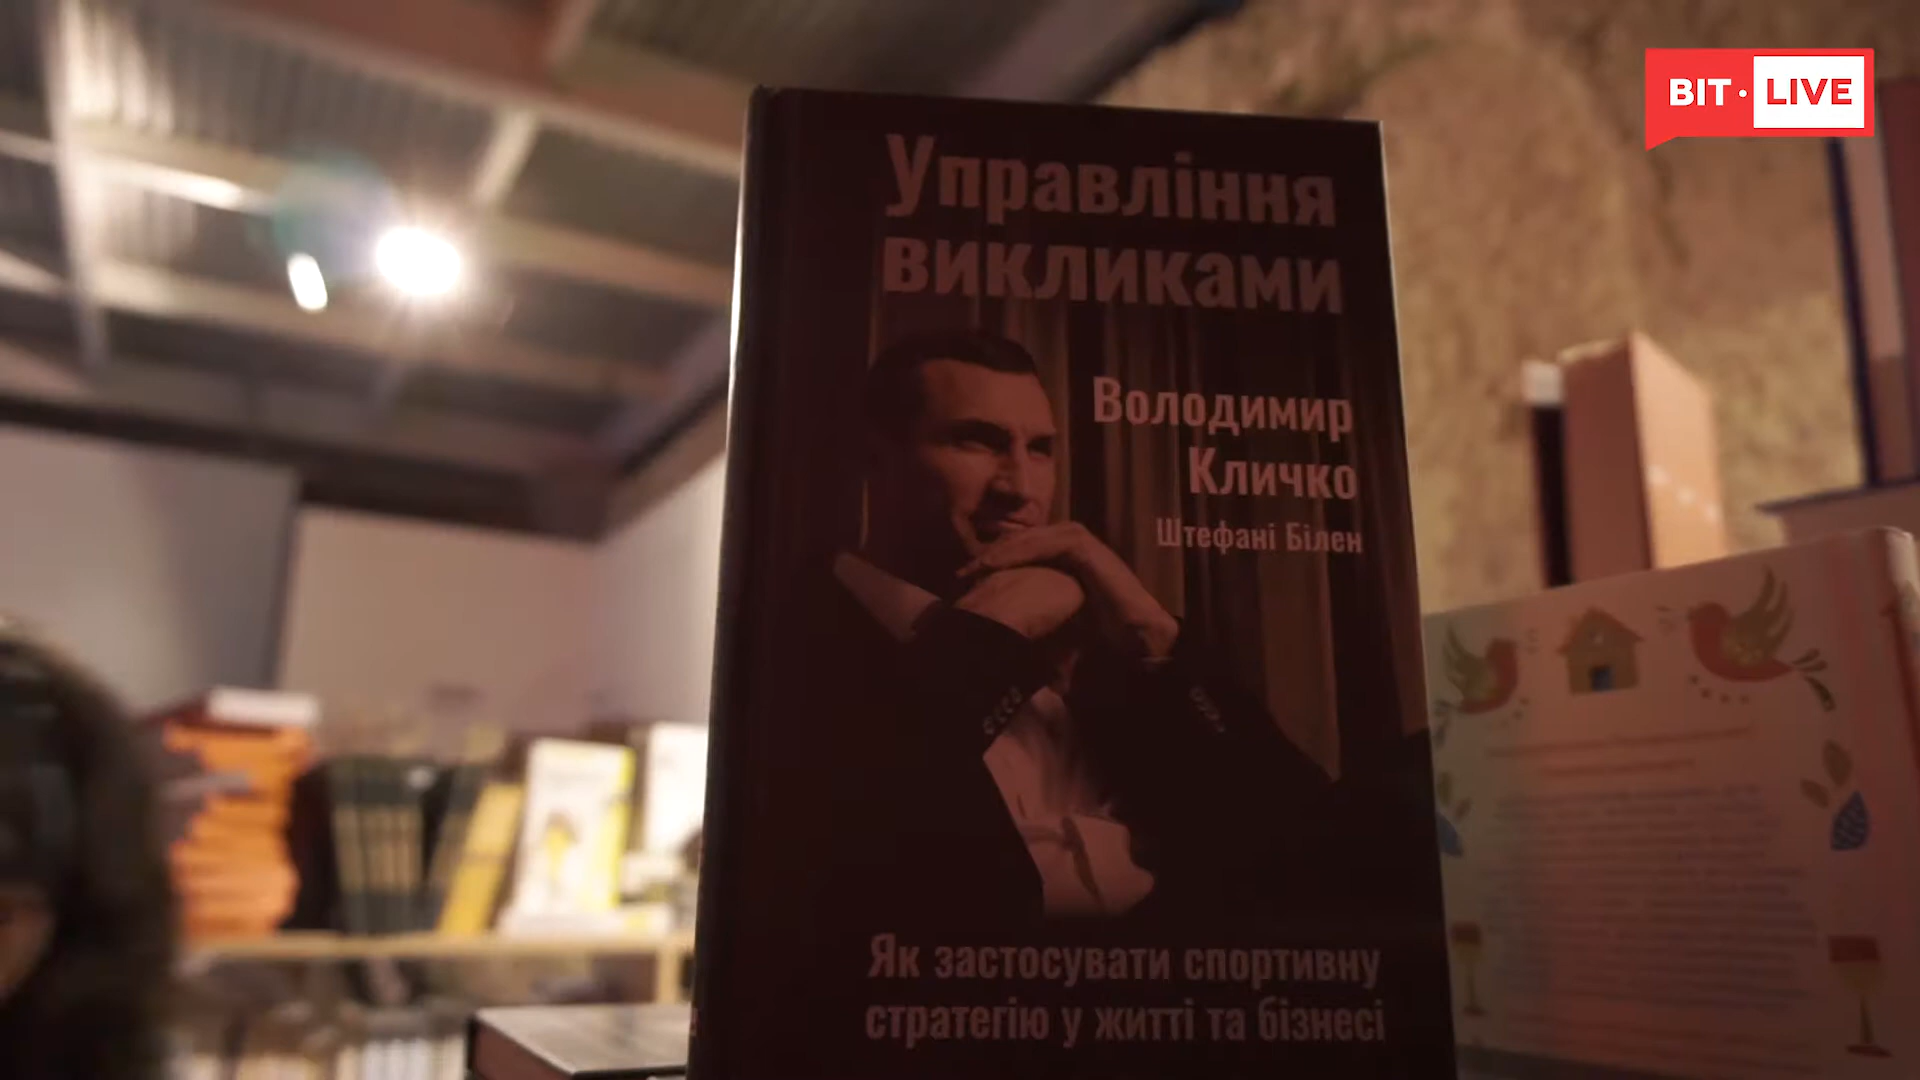 BIT · LIVE
Управління
викликами
Володимир
Кличко
Штефані Білен
Як застосувати спортивну
стратегію у житті та бізнесі